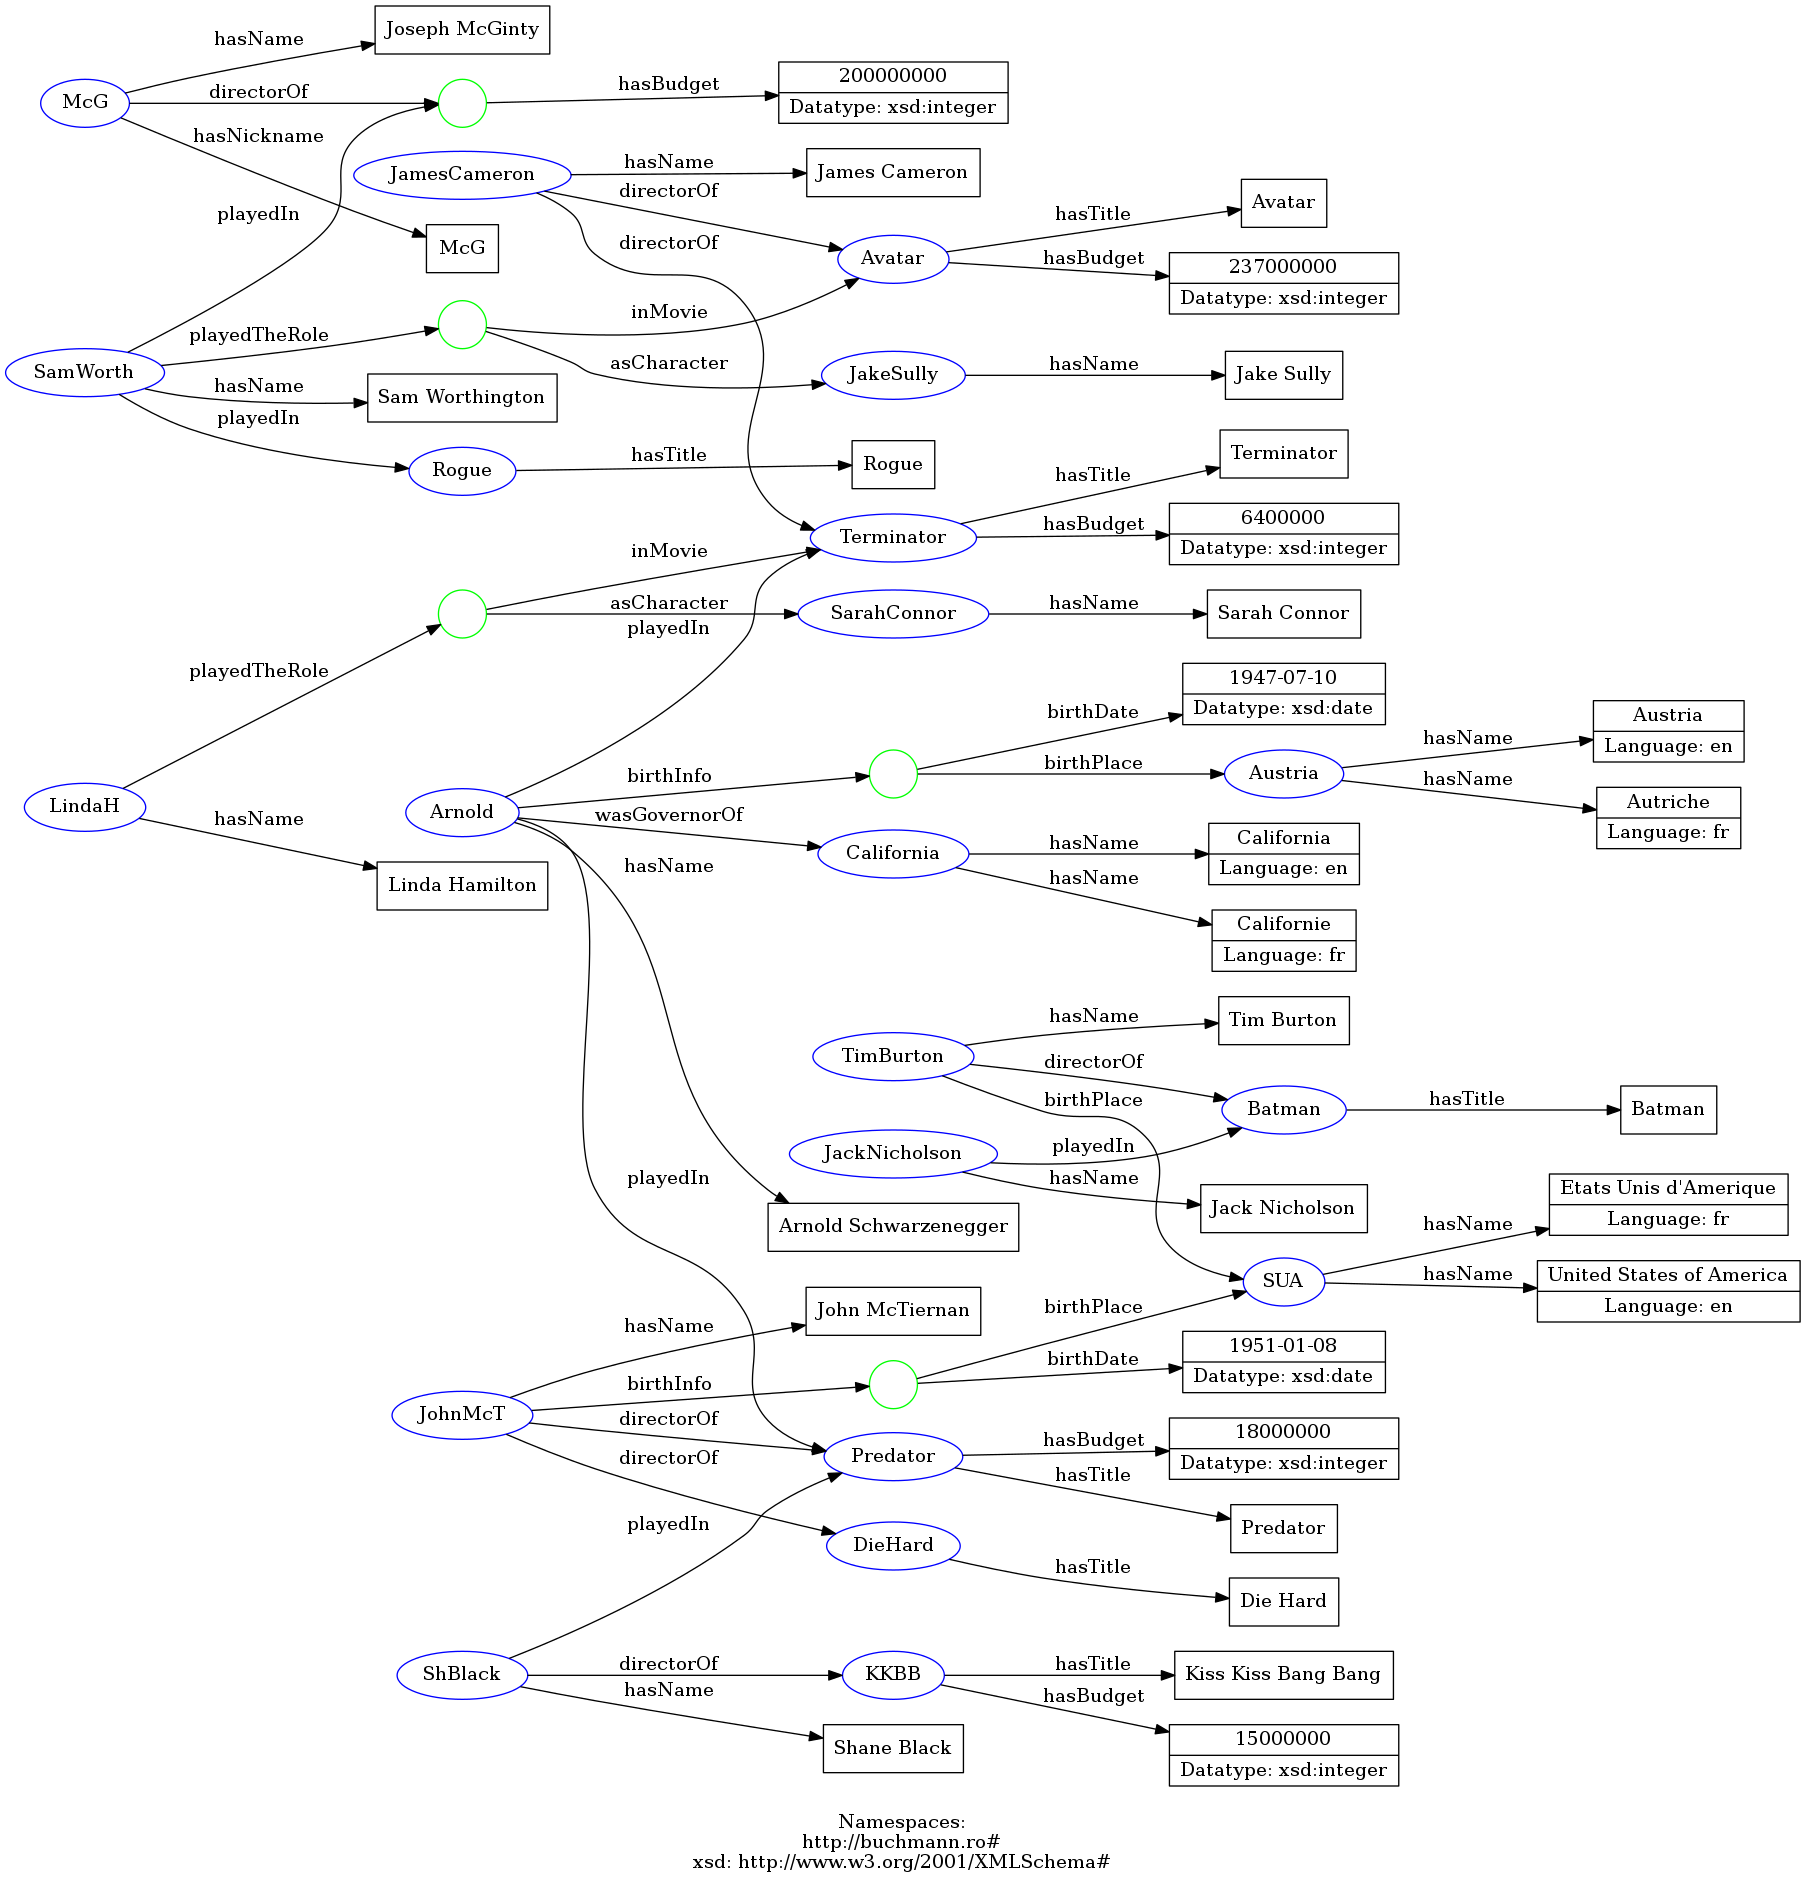 hasName
Joseph McGinty
McG
directorOf
hasNickname
McG
hasBudget
200000000
Datatype: xsd:integer
JamesCameron
hasName
James Cameron
directorOf
directorOf
Avatar
hasTitle
Avatar
hasBudget
237000000
Datatype: xsd:integer
playedIn
SamWorth
playedTheRole
hasName
Sam Worthington
playedIn
inMovie
asCharacter
JakeSully
hasName
Jake Sully
Rogue
hasTitle
Rogue
Terminator
hasTitle
Terminator
hasBudget
6400000
Datatype: xsd:integer
inMovie
asCharacter
playedIn
SarahConnor
hasName
Sarah Connor
playedTheRole
LindaH
hasName
Linda Hamilton
Arnold
birthInfo
wasGovernorOf
hasName
birthDate
1947-07-10
Datatype: xsd:date
birthPlace
Austria
hasName
Austria
Language: en
hasName
Autriche
Language: fr
California
hasName
California
Language: en
hasName
Californie
Language: fr
TimBurton
hasName
Tim Burton
directorOf
birthPlace
Batman
hasTitle
Batman
JackNicholson
playedIn
hasName
Jack Nicholson
playedIn
Arnold Schwarzenegger
SUA
hasName
Etats Unis d'Amerique
Language: fr
hasName
United States of America
Language: en
hasName
John McTiernan
JohnMcT
birthInfo
directorOf
directorOf
birthPlace
birthDate
1951-01-08
Datatype: xsd:date
Predator
hasBudget
18000000
Datatype: xsd:integer
hasTitle
Predator
playedIn
DieHard
hasTitle
Die Hard
ShBlack
directorOf
hasName
KKBB
hasTitle
Kiss Kiss Bang Bang
hasBudget
15000000
Datatype: xsd:integer
Shane Black
Namespaces:
http://buchmann.ro#
xsd: http://www.w3.org/2001/XMLSchema#